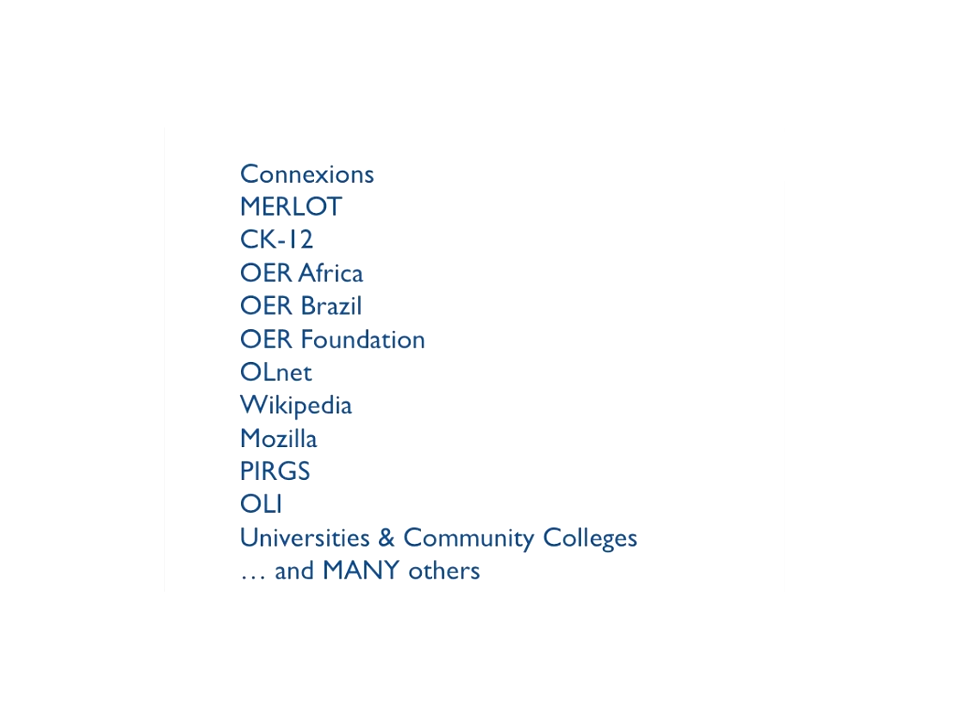 Connexions
MERLOT
CK-12
OER Africa
OER Brazil
OER Foundation
OLnet
Wikipedia
Mozilla
PIRGS
OLI
Universities & Community Colleges
… and MANY others